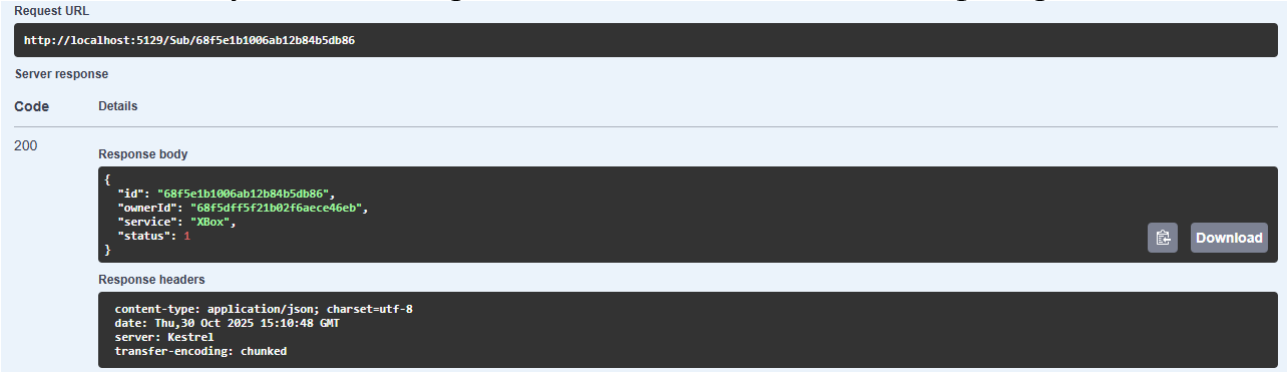 Request URL
http://localhost:5129/Sub/68f5e1b1006ab12b84b5db86
Server response
Code Details
200
Response body
{
"id": "68f5e1b1006ab12b84b5db86",
"ownerId": "68f5dff5f21b02f6aece46eb",
"service": "XBox",
"status": 1
}
Download
Response headers
content-type: application/json; charset=utf-8
date: Thu,30 Oct 2025 15:10:48 GMT
server: Kestrel
transfer-encoding: chunked